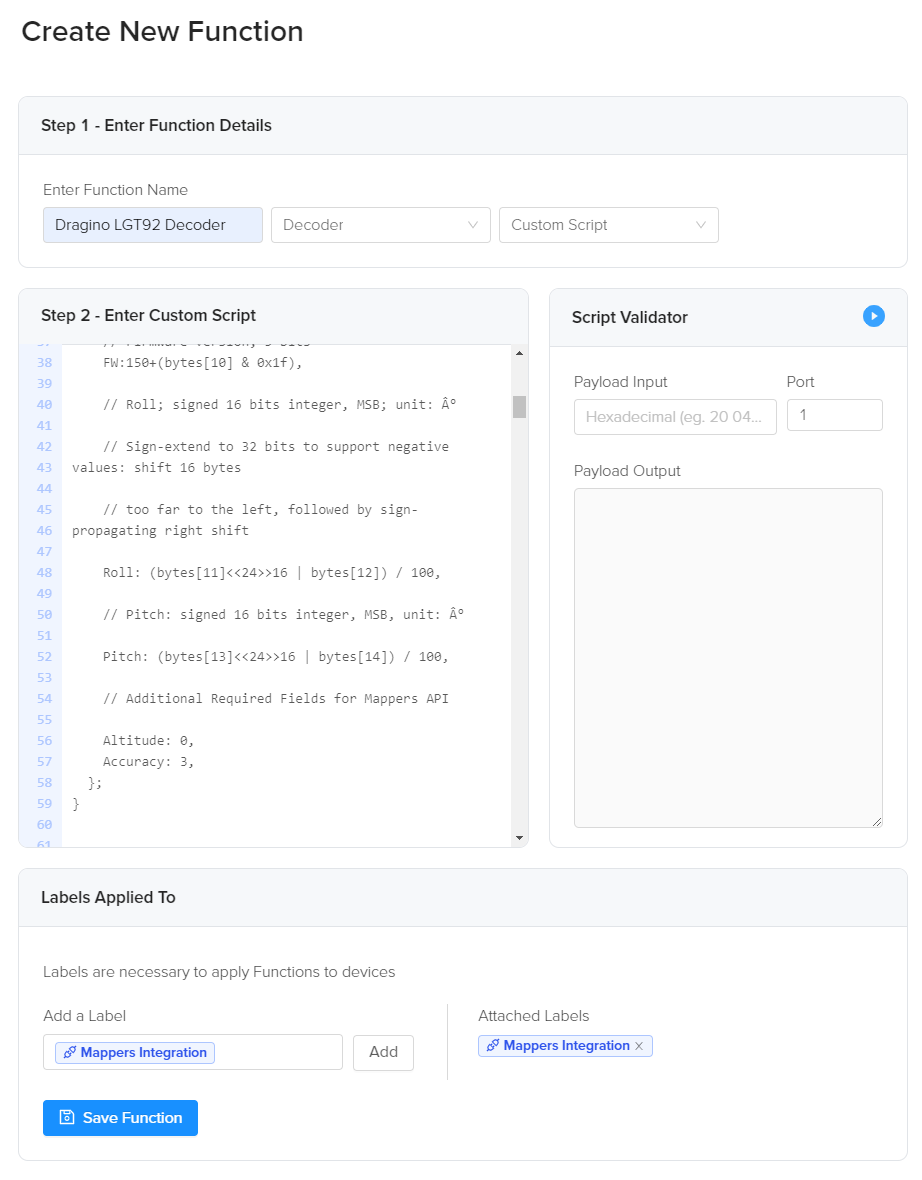 Create New Function
Step 1 - Enter Function Details
Enter Function Name
Dragino LGT92 Decoder
Decoder
Custom Script
Step 2 - Enter Custom Script
37 // Firmware version; 5 bits
38 FW:150+(bytes[10] & 0x1f),
39
40 // Roll; signed 16 bits integer, MSB; unit: Âº
41
42 // Sign-extend to 32 bits to support negative
43 values: shift 16 bytes
44
45 // too far to the left, followed by sign-
46 propagating right shift
47
48 Roll: (bytes[11]<<24>>16 | bytes[12]) / 100,
49
50 // Pitch: signed 16 bits integer, MSB, unit: Âº
51
52 Pitch: (bytes[13]<<24>>16 | bytes[14]) / 100,
53
54 // Additional Required Fields for Mappers API
55
56 Altitude: 0,
57 Accuracy: 3,
58 };
59 }
60
61
Script Validator
Payload Input
Port
Hexadecimal (eg. 20 04...
1
Payload Output
Labels Applied To
Labels are necessary to apply Functions to devices
Add a Label
Mappers Integration
Add
Attached Labels
Mappers Integration
Save Function